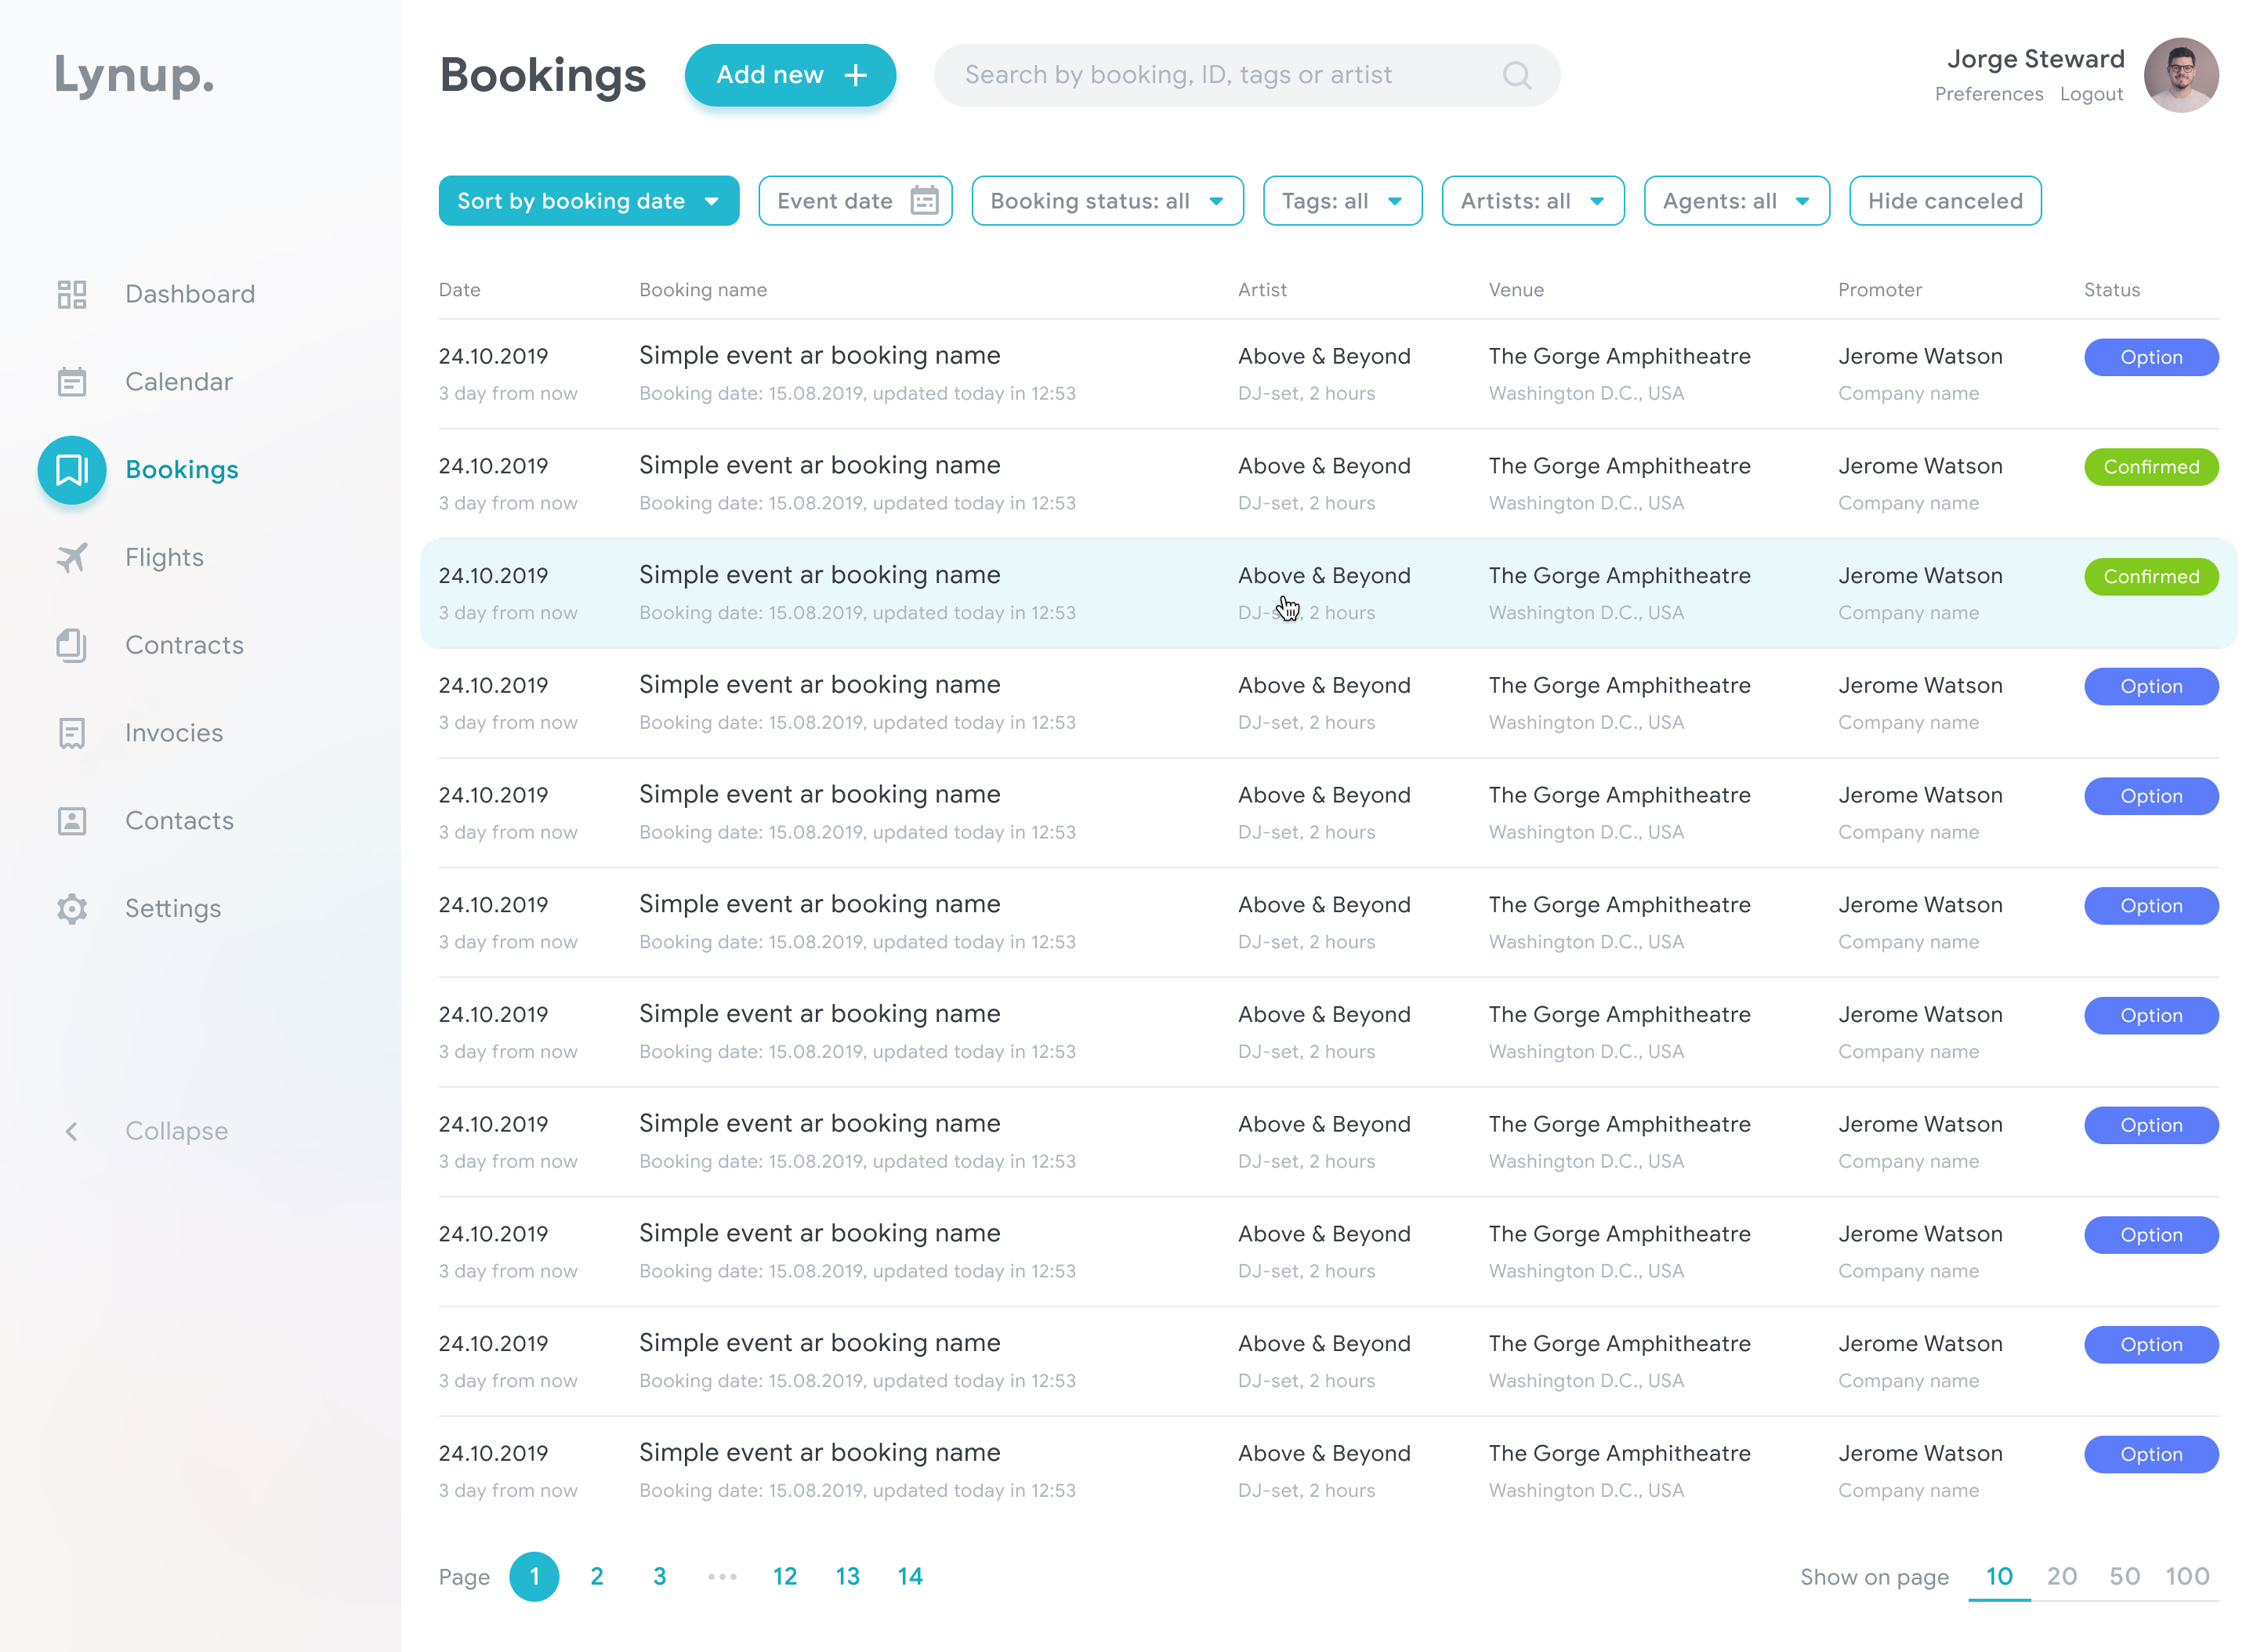 Lynup.
Bookings
Add new
Search by booking, ID, tags or artist
Jorge Steward
Preferences Logout
Sort by booking date
Event date
Booking status: all
Tags: all
Artists: all
Agents: all
Hide canceled
Dashboard
Calendar
Bookings
Flights
Contracts
Invocies
Contacts
Settings
Collapse
Date Booking name Artist Venue Promoter Status
24.10.2019 Simple event ar booking name Above & Beyond The Gorge Amphitheatre Jerome Watson Option
3 day from now Booking date: 15.08.2019, updated today in 12:53 DJ-set, 2 hours Washington D.C., USA Company name
24.10.2019 Simple event ar booking name Above & Beyond The Gorge Amphitheatre Jerome Watson Confirmed
3 day from now Booking date: 15.08.2019, updated today in 12:53 DJ-set, 2 hours Washington D.C., USA Company name
24.10.2019 Simple event ar booking name Above & Beyond The Gorge Amphitheatre Jerome Watson Confirmed
3 day from now Booking date: 15.08.2019, updated today in 12:53 DJ-set, 2 hours Washington D.C., USA Company name
24.10.2019 Simple event ar booking name Above & Beyond The Gorge Amphitheatre Jerome Watson Option
3 day from now Booking date: 15.08.2019, updated today in 12:53 DJ-set, 2 hours Washington D.C., USA Company name
24.10.2019 Simple event ar booking name Above & Beyond The Gorge Amphitheatre Jerome Watson Option
3 day from now Booking date: 15.08.2019, updated today in 12:53 DJ-set, 2 hours Washington D.C., USA Company name
24.10.2019 Simple event ar booking name Above & Beyond The Gorge Amphitheatre Jerome Watson Option
3 day from now Booking date: 15.08.2019, updated today in 12:53 DJ-set, 2 hours Washington D.C., USA Company name
24.10.2019 Simple event ar booking name Above & Beyond The Gorge Amphitheatre Jerome Watson Option
3 day from now Booking date: 15.08.2019, updated today in 12:53 DJ-set, 2 hours Washington D.C., USA Company name
24.10.2019 Simple event ar booking name Above & Beyond The Gorge Amphitheatre Jerome Watson Option
3 day from now Booking date: 15.08.2019, updated today in 12:53 DJ-set, 2 hours Washington D.C., USA Company name
24.10.2019 Simple event ar booking name Above & Beyond The Gorge Amphitheatre Jerome Watson Option
3 day from now Booking date: 15.08.2019, updated today in 12:53 DJ-set, 2 hours Washington D.C., USA Company name
24.10.2019 Simple event ar booking name Above & Beyond The Gorge Amphitheatre Jerome Watson Option
3 day from now Booking date: 15.08.2019, updated today in 12:53 DJ-set, 2 hours Washington D.C., USA Company name
24.10.2019 Simple event ar booking name Above & Beyond The Gorge Amphitheatre Jerome Watson Option
3 day from now Booking date: 15.08.2019, updated today in 12:53 DJ-set, 2 hours Washington D.C., USA Company name
Page 1 2 3 ••• 12 13 14
Show on page 10 20 50 100